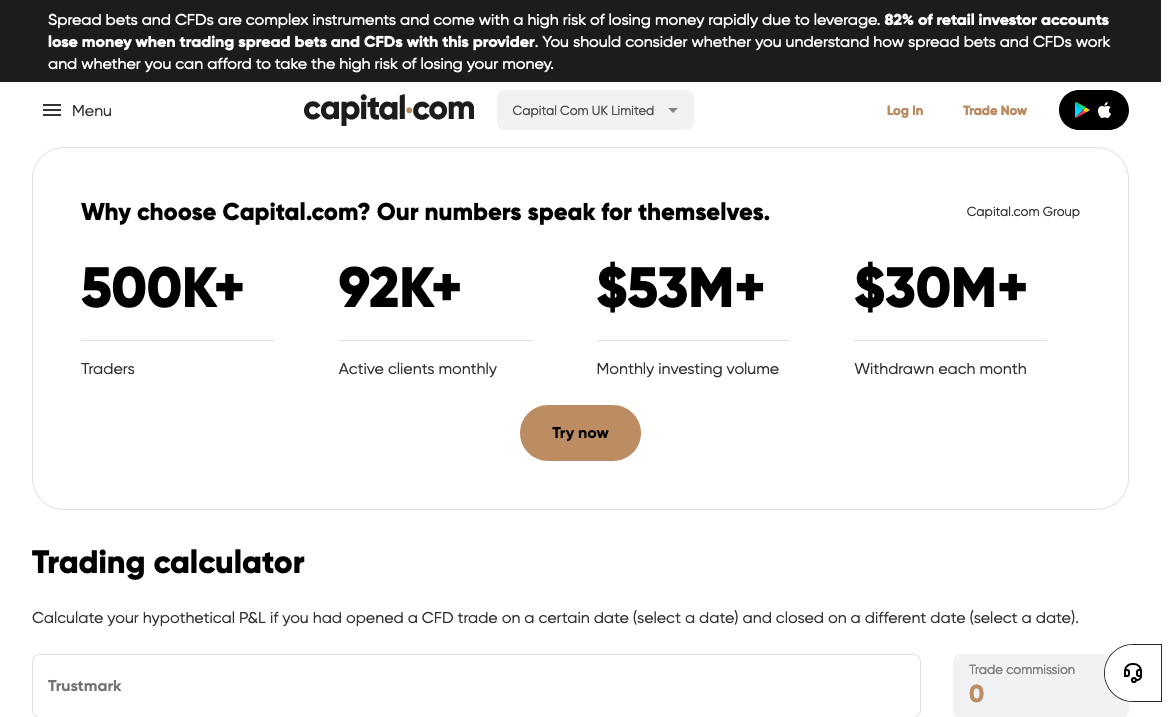 Spread bets and CFDs are complex instruments and come with a high risk of losing money rapidly due to leverage. 82% of retail investor accounts
lose money when trading spread bets and CFDs with this provider. You should consider whether you understand how spread bets and CFDs work
and whether you can afford to take the high risk of losing your money.
Menu
capital.com
Capital Com UK Limited
Log In
Trade Now
Why choose Capital.com? Our numbers speak for themselves.
Capital.com Group
500K+
92K+
$53M+
$30M+
Traders
Active clients monthly
Monthly investing volume
Withdrawn each month
Try now
Trading calculator
Calculate your hypothetical P&L if you had opened a CFD trade on a certain date (select a date) and closed on a different date (select a date).
Trustmark
Trade commission
0